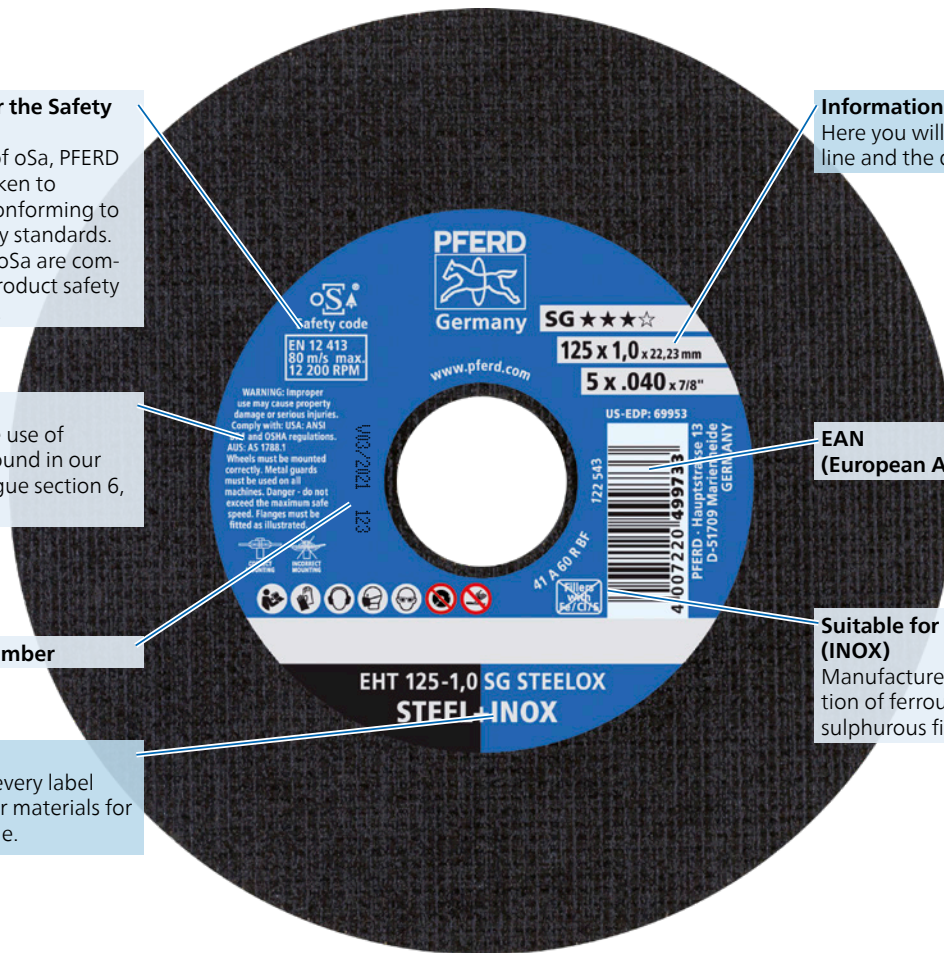 r the Safety
of oSa, PFERD
ken to
onforming to
y standards.
oSa are com-
roduct safety
e use of
ound in our
gue section 6,
mber
every label
r materials for
e.
oSa
Safety code
EN 12 413
80 m/s max.
12 200 RPM
WARNING: Improper
use may cause property
damage or serious injuries.
Comply with: USA: ANSI
and OSHA regulations.
AUS: AS 1788.1
Wheels must be mounted
correctly. Metal guards
must be used on all
machines. Danger - do not
exceed the maximum safe
speed. Flanges must be
fitted as illustrated.
CORRECT
MOUNTING
INCORRECT
MOUNTING
V03/2021 123
PFERD
Germany
www.pferd.com
SG ★★★☆
125 x 1,0 x 22,23 mm
5 x .040 x 7/8"
US-EDP: 69953
122 543
4 007220 499733
PFERD · Hauptstrasse 13
D-51709 Marienheide
GERMANY
41 A 60 R BF
Fillers
with
Fe/Cl/S
EHT 125-1,0 SG STEELOX
STEEL+INOX
Information
Here you will
line and the
EAN
(European A
Suitable for
(INOX)
Manufacture
tion of ferrou
sulphurous fi